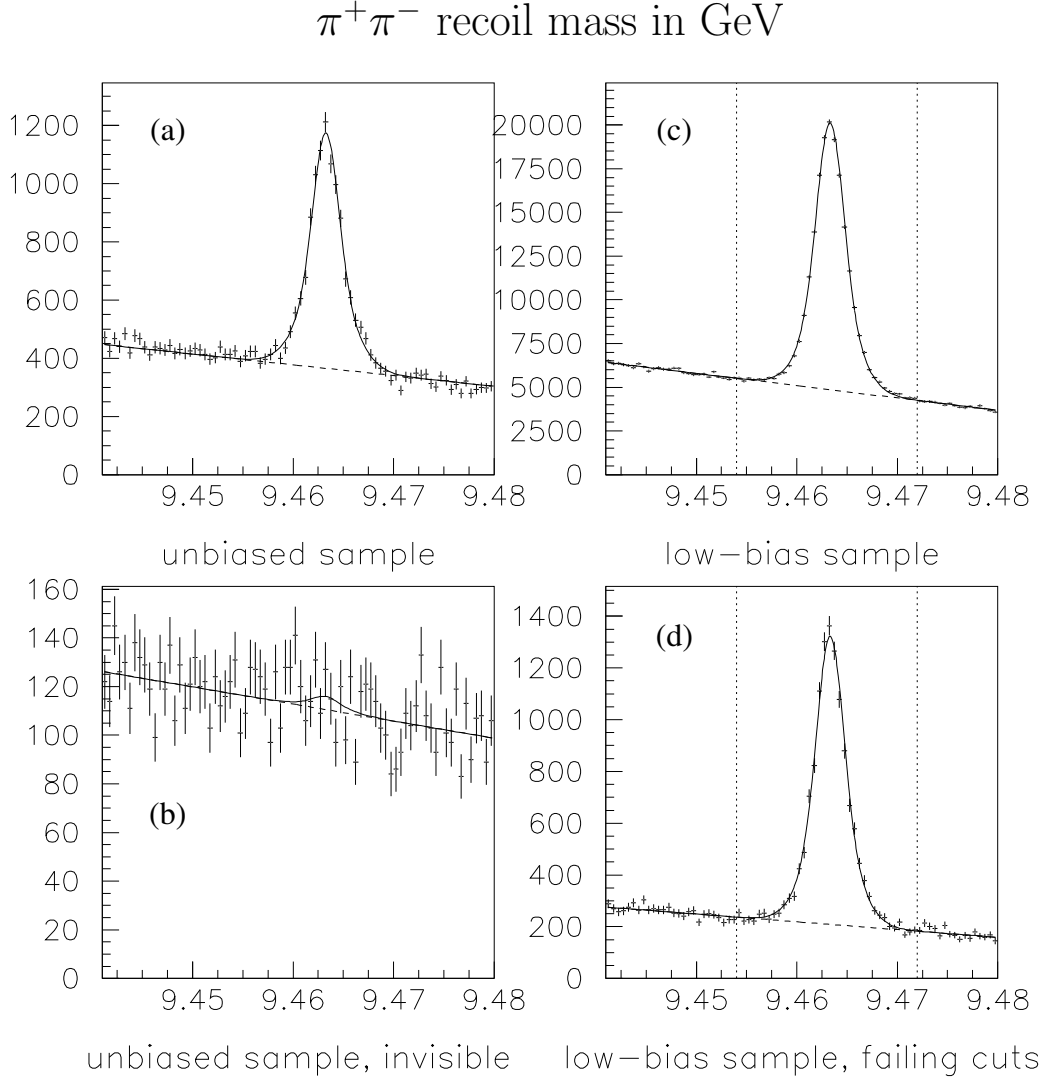 π⁺π⁻ recoil mass in GeV
(a)
1200
1000
800
600
400
200
0
9.45 9.46 9.47 9.48
unbiased sample
(c)
20000
17500
15000
12500
10000
7500
5000
2500
0
9.45 9.46 9.47 9.48
low-bias sample
160
140
120
100
80
60
40
20
0
(b)
9.45 9.46 9.47 9.48
unbiased sample, invisible
(d)
1400
1200
1000
800
600
400
200
0
9.45 9.46 9.47 9.48
low-bias sample, failing cuts